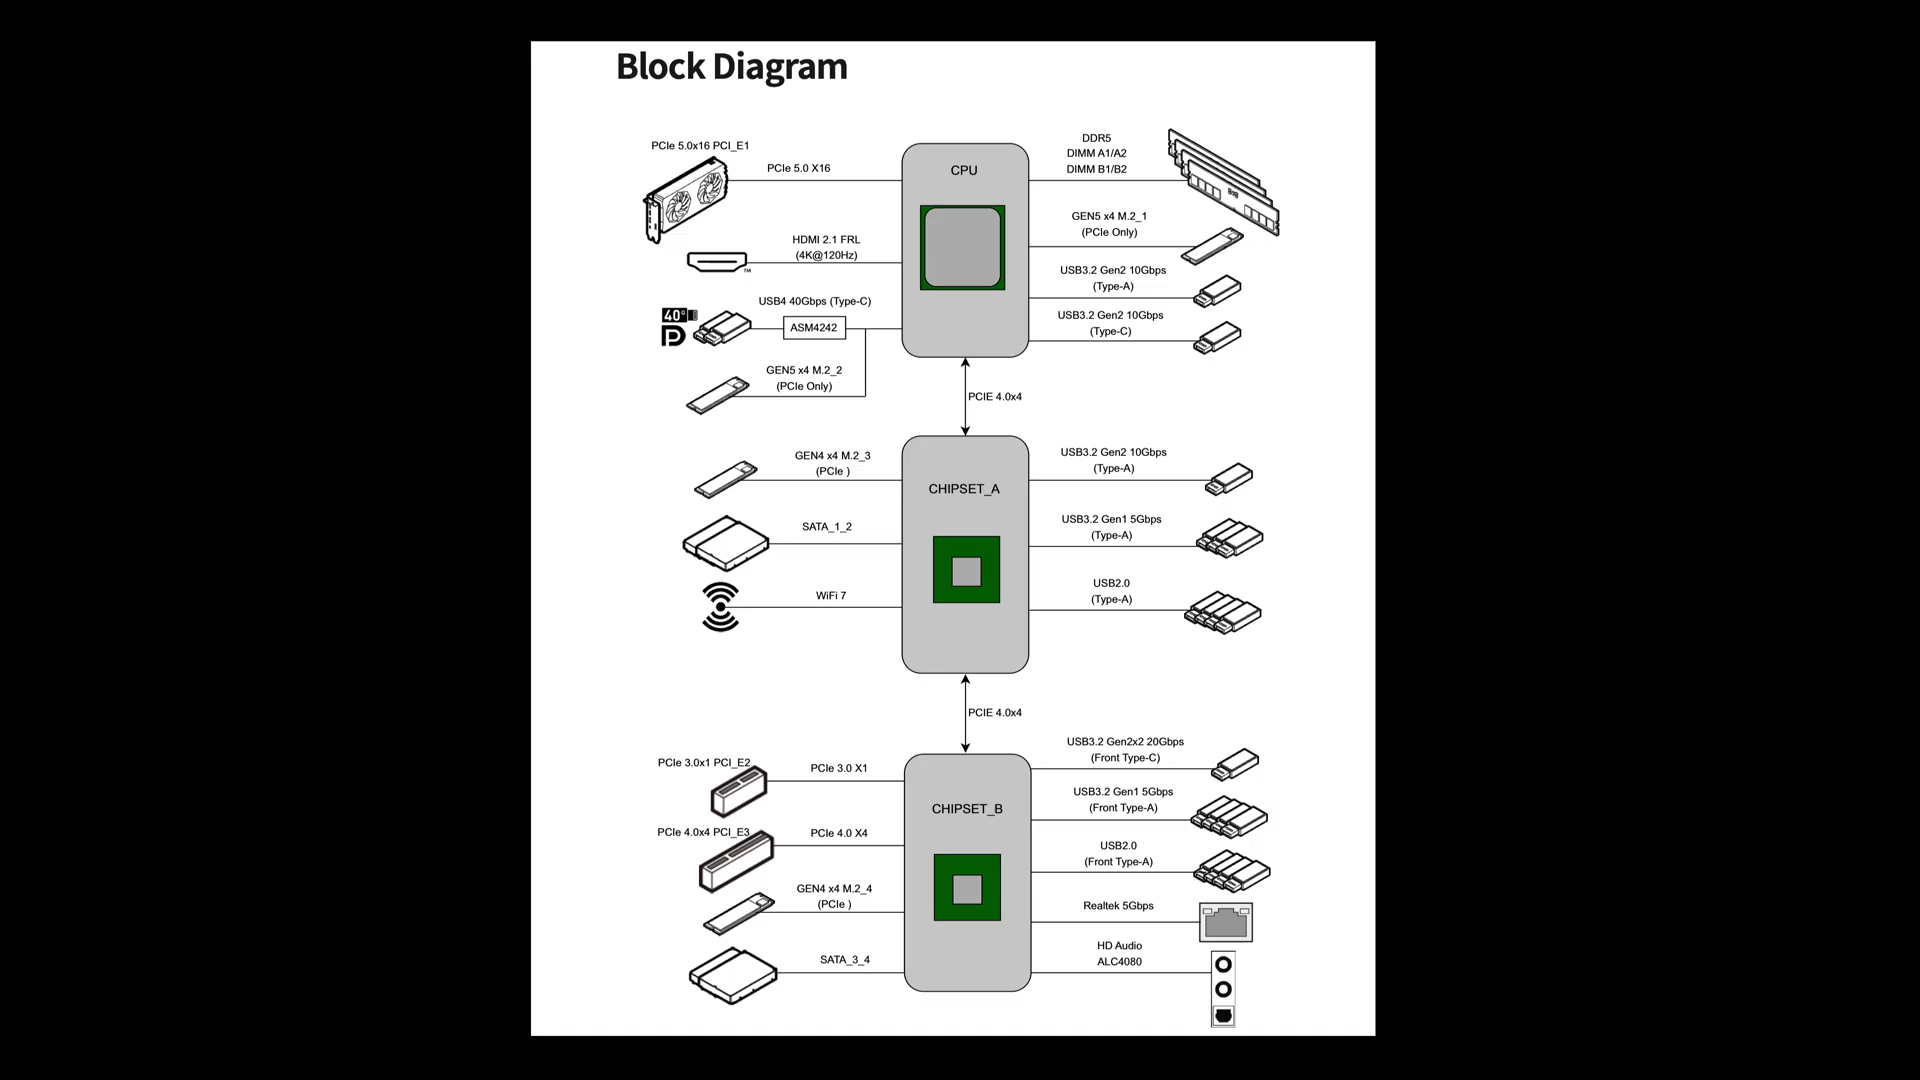 Block Diagram
PCIe 5.0x16 PCI_E1
PCIe 5.0 X16
HDMI 2.1 FRL
(4K@120Hz)
TM
USB4 40Gbps (Type-C)
40G
ASM4242
GEN5 x4 M.2_2
(PCIe Only)
CPU
DDR5
DIMM A1/A2
DIMM B1/B2
GEN5 x4 M.2_1
(PCIe Only)
USB3.2 Gen2 10Gbps
(Type-A)
USB3.2 Gen2 10Gbps
(Type-C)
PCIE 4.0x4
GEN4 x4 M.2_3
(PCIe )
SATA_1_2
WiFi 7
CHIPSET_A
USB3.2 Gen2 10Gbps
(Type-A)
USB3.2 Gen1 5Gbps
(Type-A)
USB2.0
(Type-A)
PCIE 4.0x4
PCIe 3.0x1 PCI_E2
PCIe 3.0 X1
PCIe 4.0x4 PCI_E3
PCIe 4.0 X4
GEN4 x4 M.2_4
(PCIe )
SATA_3_4
CHIPSET_B
USB3.2 Gen2x2 20Gbps
(Front Type-C)
USB3.2 Gen1 5Gbps
(Front Type-A)
USB2.0
(Front Type-A)
Realtek 5Gbps
HD Audio
ALC4080